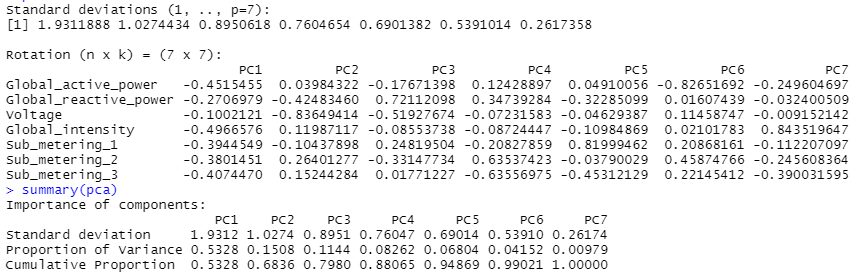 Standard deviations (1, .., p=7):
[1] 1.9311888 1.0274434 0.8950618 0.7604654 0.6901382 0.5391014 0.2617358

Rotation (n x k) = (7 x 7):
                             PC1         PC2         PC3         PC4         PC5         PC6          PC7
Global_active_power   -0.4515455  0.03984322 -0.17671398  0.12428897  0.04910056 -0.82651692 -0.249604697
Global_reactive_power -0.2706979 -0.42483460  0.72112098  0.34739284 -0.32285099  0.01607439 -0.032400509
Voltage               -0.1002121 -0.83649414 -0.51927674 -0.07231583 -0.04629387  0.11458747 -0.009152142
Global_intensity      -0.4966576  0.11987117 -0.08553738 -0.08724447 -0.10984869  0.02101783  0.843519647
Sub_metering_1        -0.3944549 -0.10437898  0.24819504 -0.20827859  0.81999462  0.20868161 -0.112207097
Sub_metering_2        -0.3801451  0.26401277 -0.33147734  0.63537423 -0.03790029  0.45874766 -0.245608364
Sub_metering_3        -0.4074470  0.15244284  0.01771227 -0.63556975 -0.45312129  0.22145412 -0.390031595
> summary(pca)
Importance of components:
                          PC1    PC2    PC3     PC4     PC5     PC6     PC7
Standard deviation     1.9312 1.0274 0.8951 0.76047 0.69014 0.53910 0.26174
Proportion of Variance 0.5328 0.1508 0.1144 0.08262 0.06804 0.04152 0.00979
Cumulative Proportion  0.5328 0.6836 0.7980 0.88065 0.94869 0.99021 1.00000